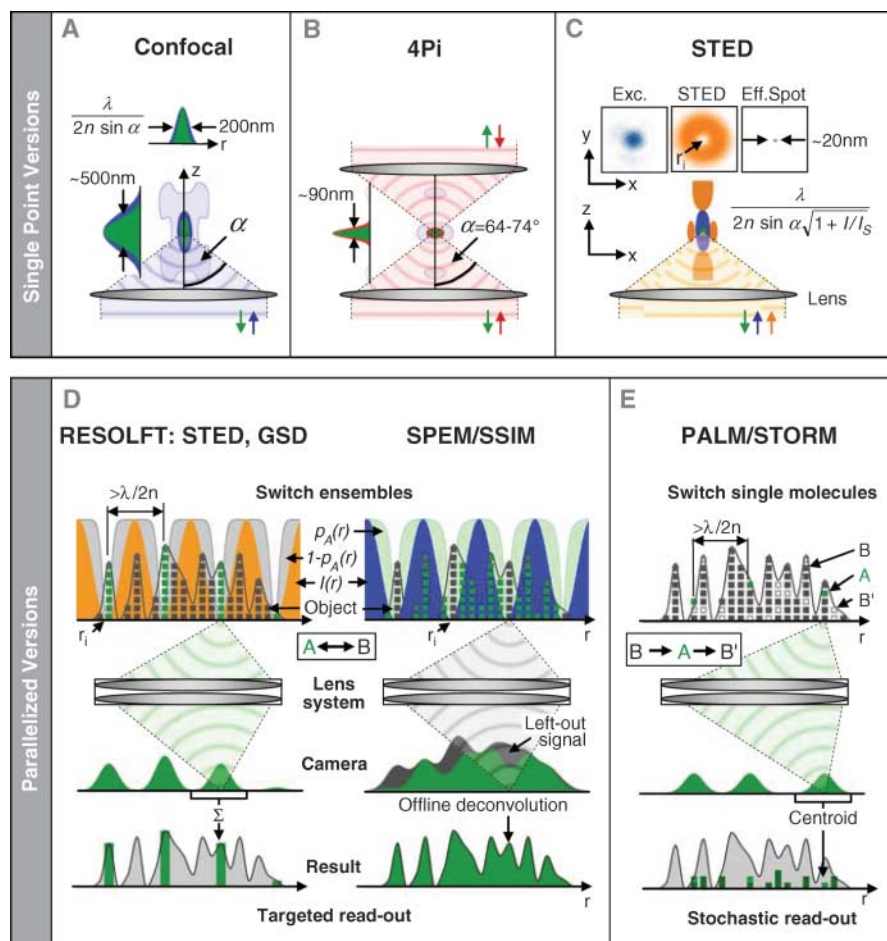 Single Point Versions
A
Confocal
λ
2n sin α
200nm
r
z
~500nm
α
B
4Pi
~90nm
α=64-74°
C
STED
Exc.
STED
Eff.Spot
y
r_i
~20nm
x
z
x
λ
2n sin α√1 + I/I_S
Lens
Parallelized Versions
D
RESOLFT: STED, GSD
SPEM/SSIM
>λ/2n
Switch ensembles
p_A(r)
1-p_A(r)
I(r)
Object
r_i
r_i
r
A ↔ B
Lens
system
Left-out
signal
Camera
Offline deconvolution
Σ
Result
r
Targeted read-out
E
PALM/STORM
Switch single molecules
>λ/2n
B
A
B'
r
B → A → B'
Centroid
r
Stochastic read-out